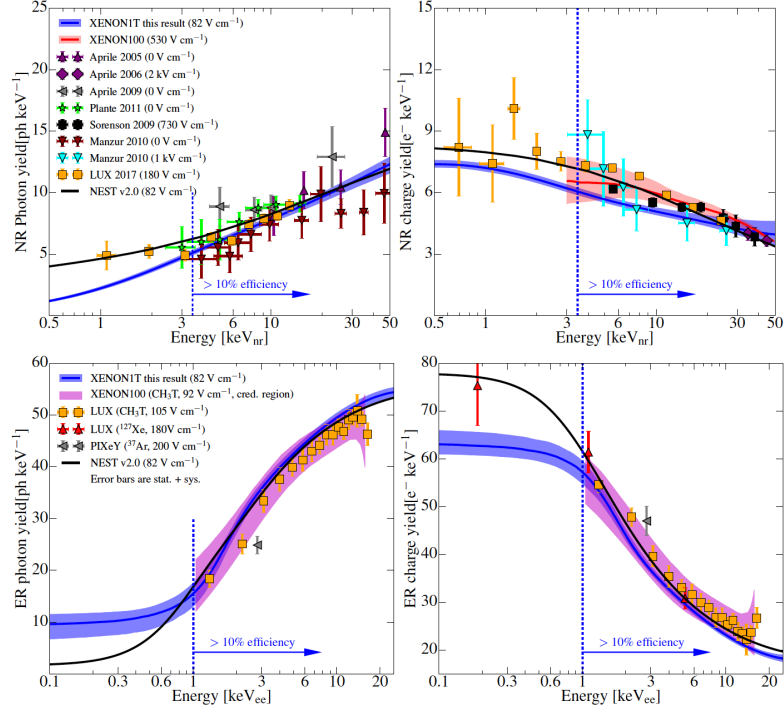 25
20
15
10
5
NR Photon yield[ph keV⁻¹]
XENON1T this result (82 V cm⁻¹)
XENON100 (530 V cm⁻¹)
Aprile 2005 (0 V cm⁻¹)
Aprile 2006 (2 kV cm⁻¹)
Aprile 2009 (0 V cm⁻¹)
Plante 2011 (0 V cm⁻¹)
Sorenson 2009 (730 V cm⁻¹)
Manzur 2010 (0 V cm⁻¹)
Manzur 2010 (1 kV cm⁻¹)
LUX 2017 (180 V cm⁻¹)
NEST v2.0 (82 V cm⁻¹)
> 10% efficiency
0.5 1 3 6 10 30 50
Energy [keVnr]
15
12
9
6
3
NR charge yield[e⁻ keV⁻¹]
> 10% efficiency
0.5 1 3 6 10 30 50
Energy [keVnr]
60
50
40
30
20
10
ER photon yield[ph keV⁻¹]
XENON1T this result (82 V cm⁻¹)
XENON100 (CH₃T, 92 V cm⁻¹, cred. region)
LUX (CH₃T, 105 V cm⁻¹)
LUX (¹²⁷Xe, 180V cm⁻¹)
PIXeY (³⁷Ar, 200 V cm⁻¹)
NEST v2.0 (82 V cm⁻¹)
Error bars are stat. + sys.
> 10% efficiency
0.1 0.3 0.6 1 3 6 10 20
Energy [keVee]
80
70
60
50
40
30
20
ER charge yield[e⁻ keV⁻¹]
> 10% efficiency
0.1 0.3 0.6 1 3 6 10 20
Energy [keVee]